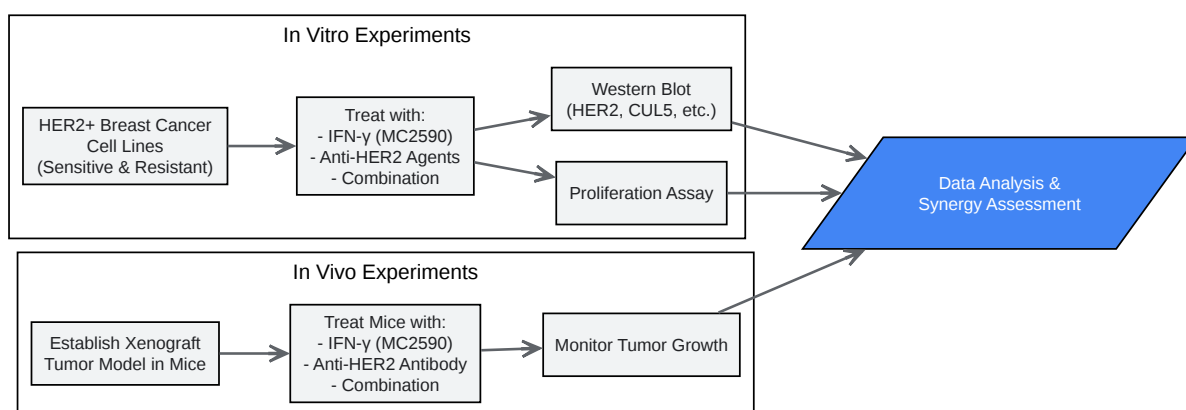 In Vitro Experiments
HER2+ Breast Cancer
Cell Lines
(Sensitive & Resistant)
Treat with:
- IFN-γ (MC2590)
- Anti-HER2 Agents
- Combination
Western Blot
(HER2, CUL5, etc.)
Proliferation Assay
Data Analysis &
Synergy Assessment
In Vivo Experiments
Establish Xenograft
Tumor Model in Mice
Treat Mice with:
- IFN-γ (MC2590)
- Anti-HER2 Antibody
- Combination
Monitor Tumor Growth